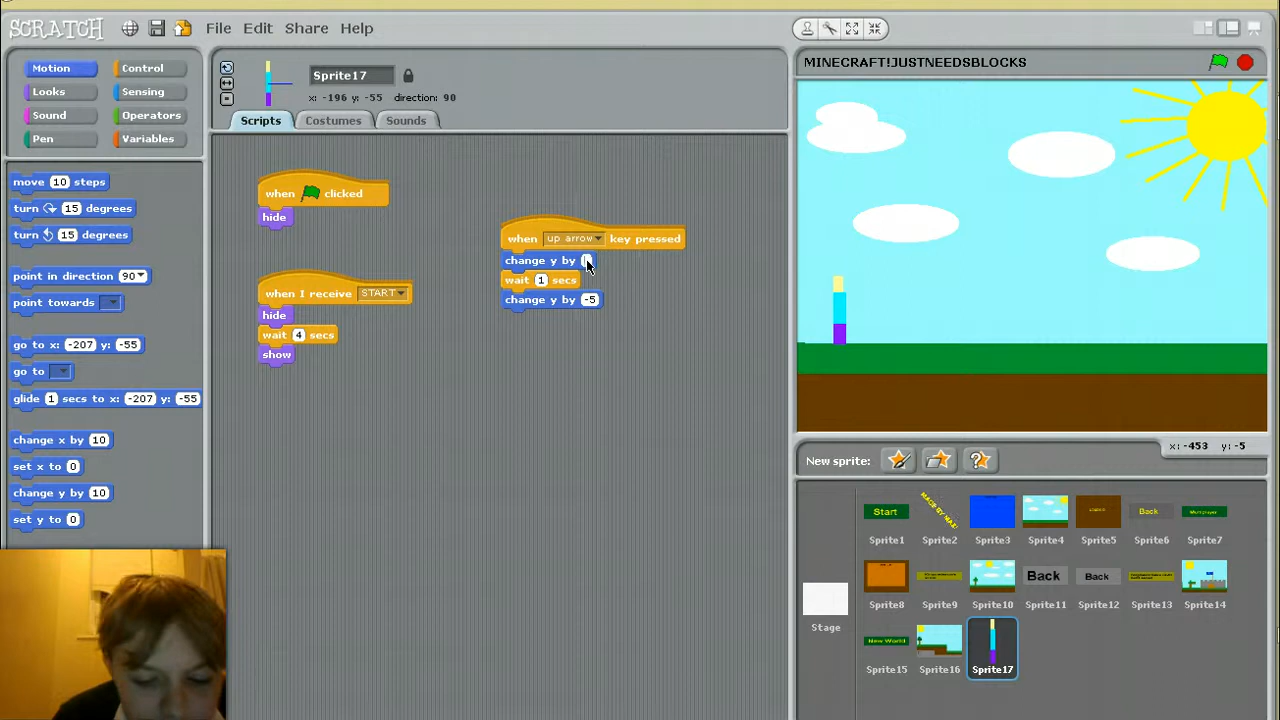 SCRATCH File Edit Share Help
Motion Control
Looks Sensing
Sound Operators
Pen Variables
move 10 steps
turn 15 degrees
turn 15 degrees
point in direction 90
point towards
go to x: -207 y: -55
go to
glide 1 secs to x: -207 y: -55
change x by 10
set x to 0
change y by 10
set y to 0
Sprite17
x: -196 y: -55 direction: 90
Scripts Costumes Sounds
when clicked
hide
when I receive START
hide
wait 4 secs
show
when up arrow key pressed
change y by
wait 1 secs
change y by -5
MINECRAFT!JUSTNEEDSBLOCKS
x: -453 y: -5
New sprite:
Stage
Start
Sprite1
MADE BY MAX!
Sprite2
Sprite3
Sprite4
Sprite5
Back
Sprite6
Sprite7
Sprite8
Sprite9
Sprite10
Back
Sprite11
Back
Sprite12
Sprite13
Sprite14
New World
Sprite15
Sprite16
Sprite17